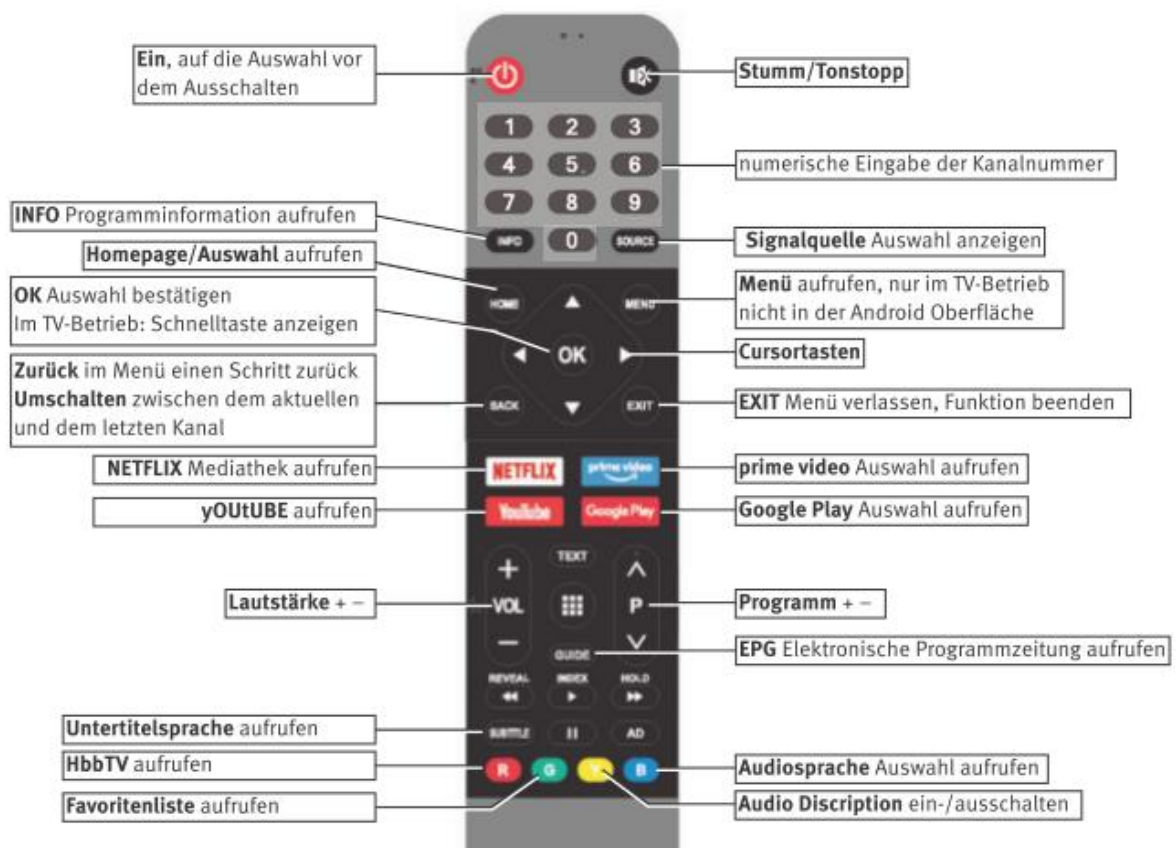 Ein, auf die Auswahl vor
dem Ausschalten
Stumm/Tonstopp
1 2 3
4 5 6
numerische Eingabe der Kanalnummer
7 8 9
INFO Programminformation aufrufen
INFO 0 SOURCE
Signalquelle Auswahl anzeigen
Homepage/Auswahl aufrufen
HOME MENU
Menü aufrufen, nur im TV-Betrieb
nicht in der Android Oberfläche
OK Auswahl bestätigen
Im TV-Betrieb: Schnelltaste anzeigen
OK
Cursortasten
Zurück im Menü einen Schritt zurück
Umschalten zwischen dem aktuellen
und dem letzten Kanal
BACK EXIT
EXIT Menü verlassen, Funktion beenden
NETFLIX Mediathek aufrufen
NETFLIX prime video
prime video Auswahl aufrufen
yOUtUBE aufrufen
YouTube Google Play
Google Play Auswahl aufrufen
TEXT
Lautstärke + −
+ VOL −
P
Programm + −
GUIDE
EPG Elektronische Programmzeitung aufrufen
REVEAL INDEX HOLD
Untertitelsprache aufrufen
SUBTITLE AD
HbbTV aufrufen
R G Y B
Audiosprache Auswahl aufrufen
Favoritenliste aufrufen
Audio Discription ein-/ausschalten